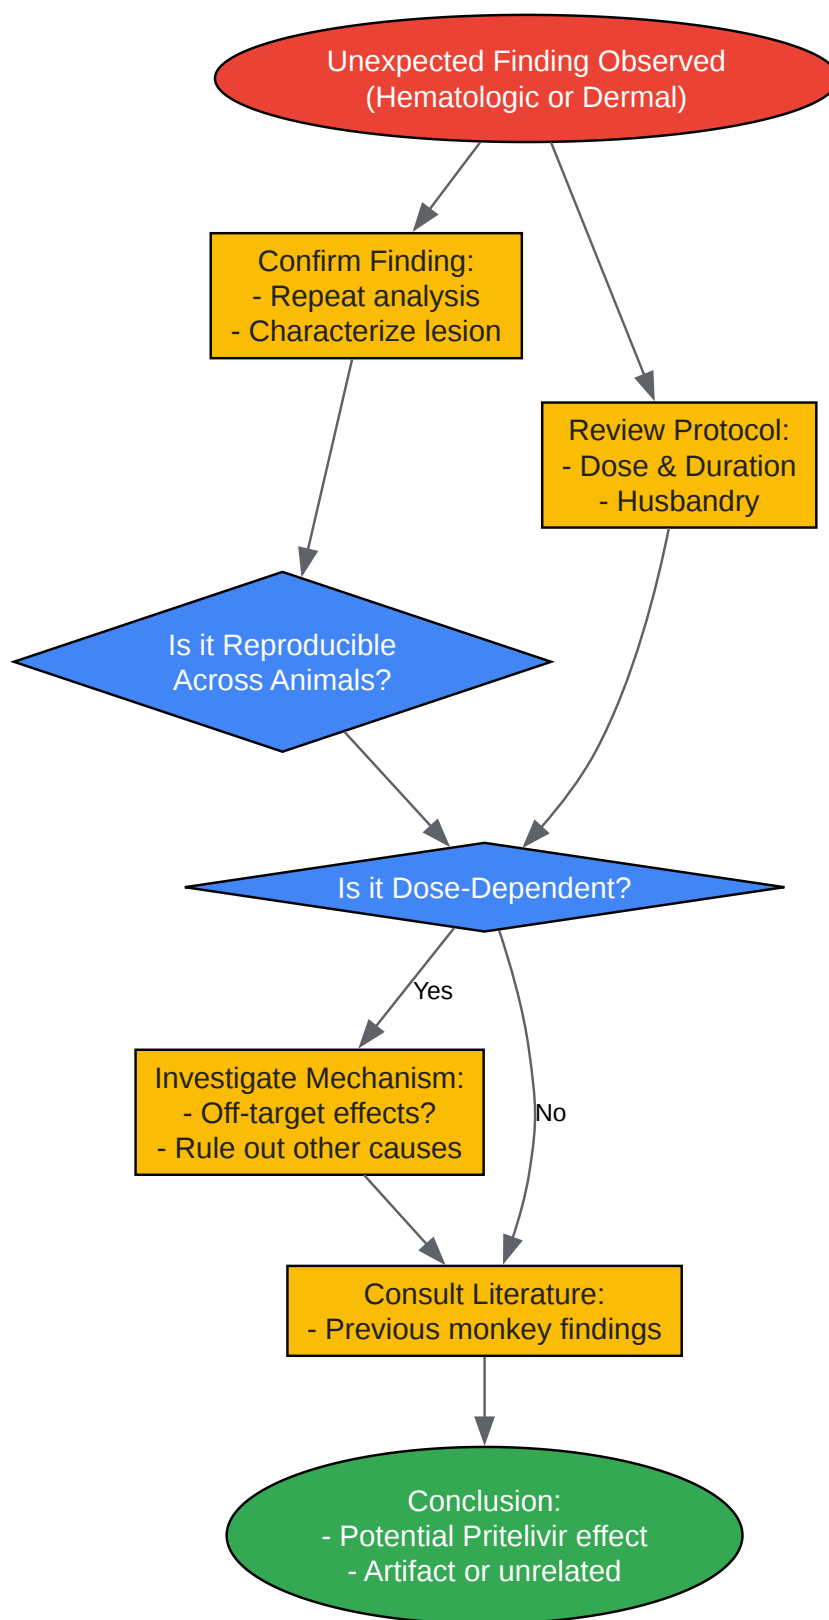 Unexpected Finding Observed
(Hematologic or Dermal)
Confirm Finding:
- Repeat analysis
- Characterize lesion
Review Protocol:
- Dose & Duration
- Husbandry
Is it Reproducible
Across Animals?
Is it Dose-Dependent?
Yes
Investigate Mechanism:
- Off-target effects?
- Rule out other causes
No
Consult Literature:
- Previous monkey findings
Conclusion:
- Potential Pritelivir effect
- Artifact or unrelated